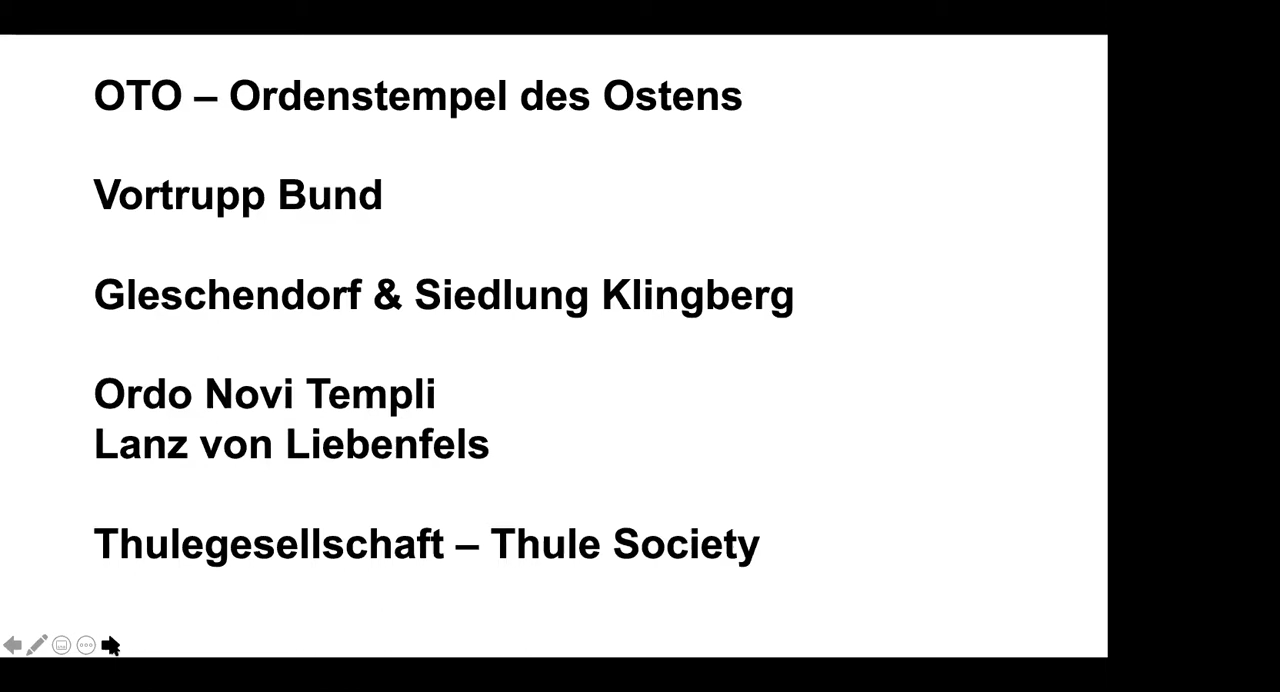 OTO – Ordenstempel des Ostens
Vortrupp Bund
Gleschendorf & Siedlung Klingberg
Ordo Novi Templi
Lanz von Liebenfels
Thulegesellschaft – Thule Society